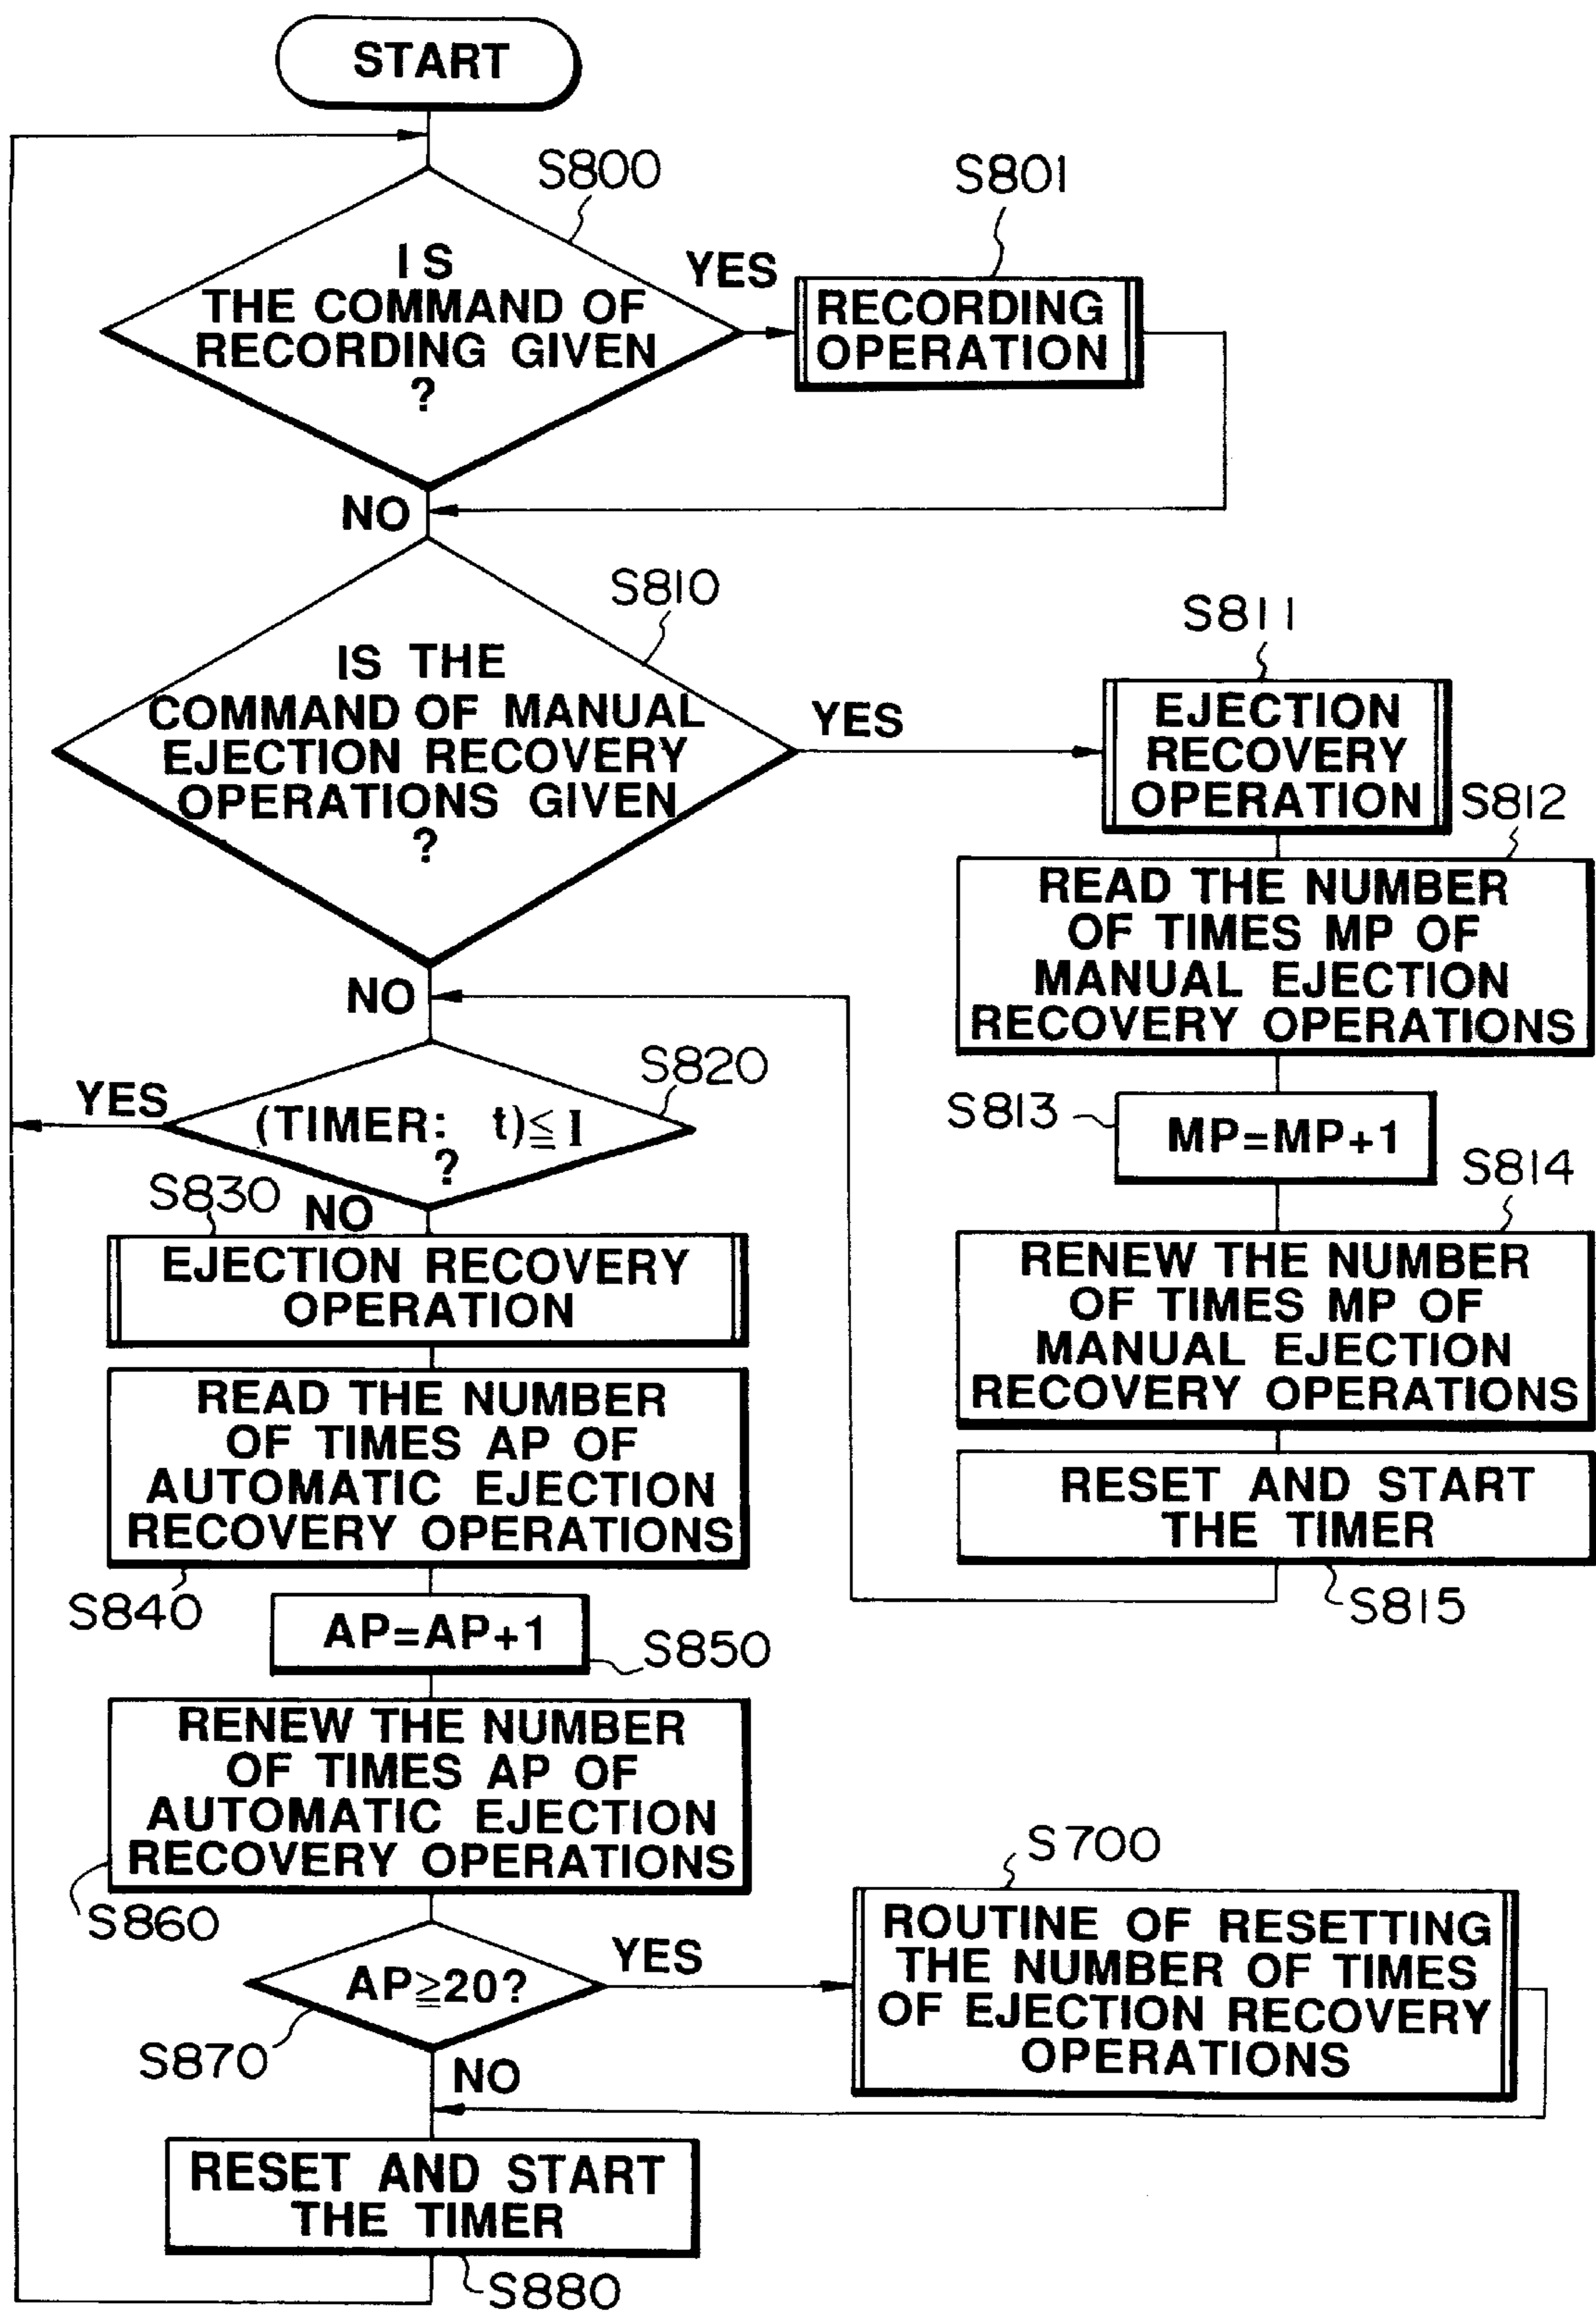 START
S800
S801
IS
THE COMMAND OF
RECORDING GIVEN
?
YES
RECORDING
OPERATION
NO
S810
S811
IS THE
COMMAND OF MANUAL
EJECTION RECOVERY
OPERATIONS GIVEN
?
YES
EJECTION
RECOVERY
OPERATION
S812
READ THE NUMBER
OF TIMES MP OF
MANUAL EJECTION
RECOVERY OPERATIONS
NO
S813
MP=MP+1
S814
RENEW THE NUMBER
OF TIMES MP OF
MANUAL EJECTION
RECOVERY OPERATIONS
RESET AND START
THE TIMER
S815
S820
YES
(TIMER: t)≦I
?
S830
NO
EJECTION RECOVERY
OPERATION
READ THE NUMBER
OF TIMES AP OF
AUTOMATIC EJECTION
RECOVERY OPERATIONS
S840
AP=AP+1
S850
RENEW THE NUMBER
OF TIMES AP OF
AUTOMATIC EJECTION
RECOVERY OPERATIONS
S860
AP≧20?
YES
S870
S700
ROUTINE OF RESETTING
THE NUMBER OF TIMES
OF EJECTION RECOVERY
OPERATIONS
NO
RESET AND START
THE TIMER
S880